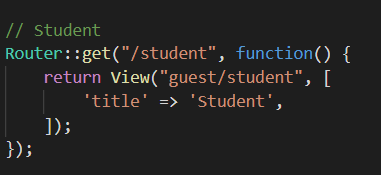 // Student
Router::get("/student", function() {
    return View("guest/student", [
        'title' => 'Student',
    ]);
});